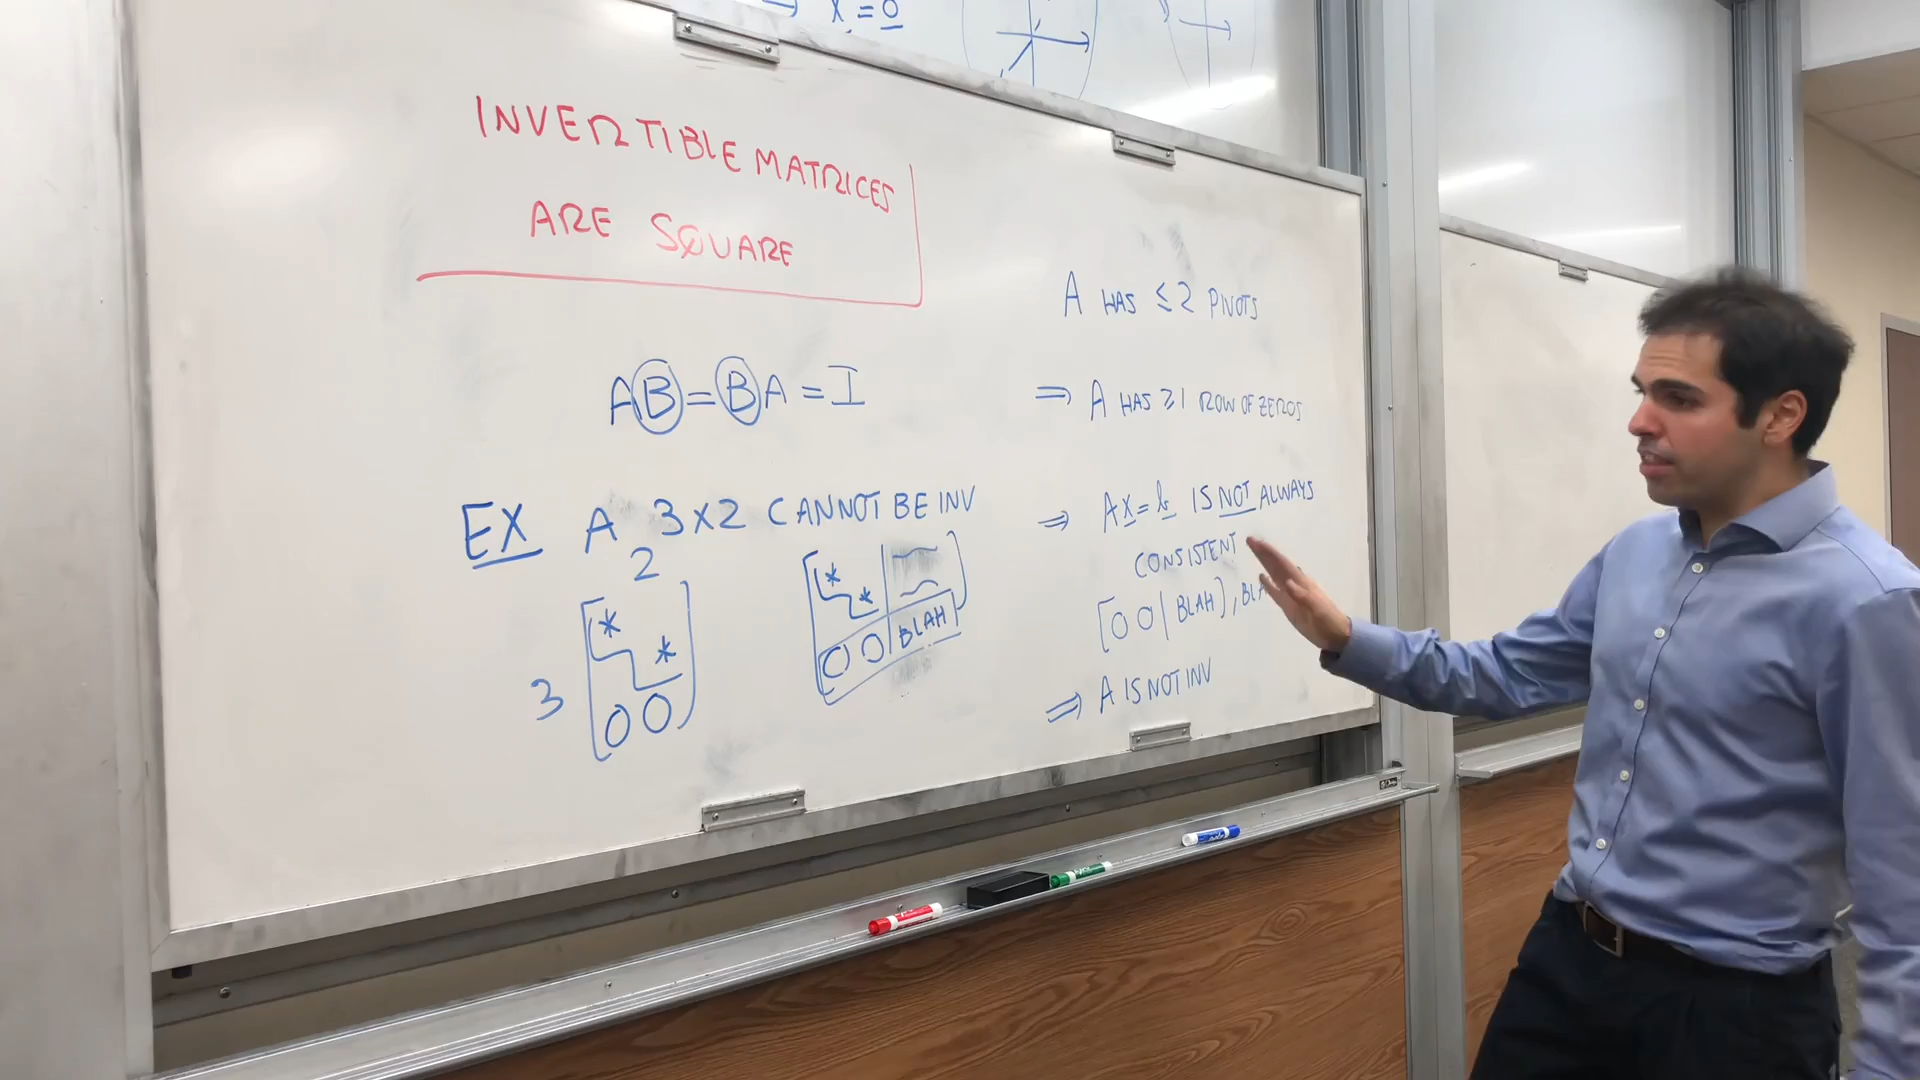 x = 0
INVERTIBLE MATRICES
ARE SQUARE
AB = BA = I
EX A 3X2 CANNOT BE INV
2
3
[* * 0 0]
[* * 0 0 | BLAH]
A HAS ≤ 2 PIVOTS
⇒ A HAS ≥ 1 ROW OF ZEROS
⇒ AX = b IS NOT ALWAYS
CONSISTENT
[0 0 | BLAH],
⇒ A IS NOT INV